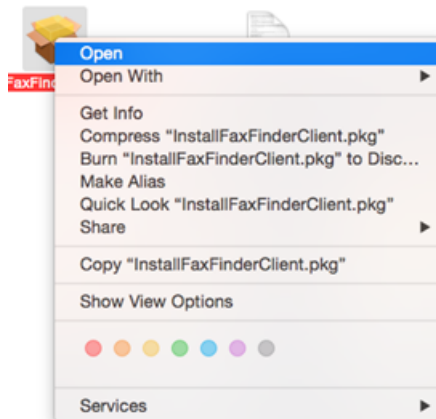 FaxFin
Open
Open With
Get Info
Compress “InstallFaxFinderClient.pkg”
Burn “InstallFaxFinderClient.pkg” to Disc...
Make Alias
Quick Look “InstallFaxFinderClient.pkg”
Share
Copy “InstallFaxFinderClient.pkg”
Show View Options
Services